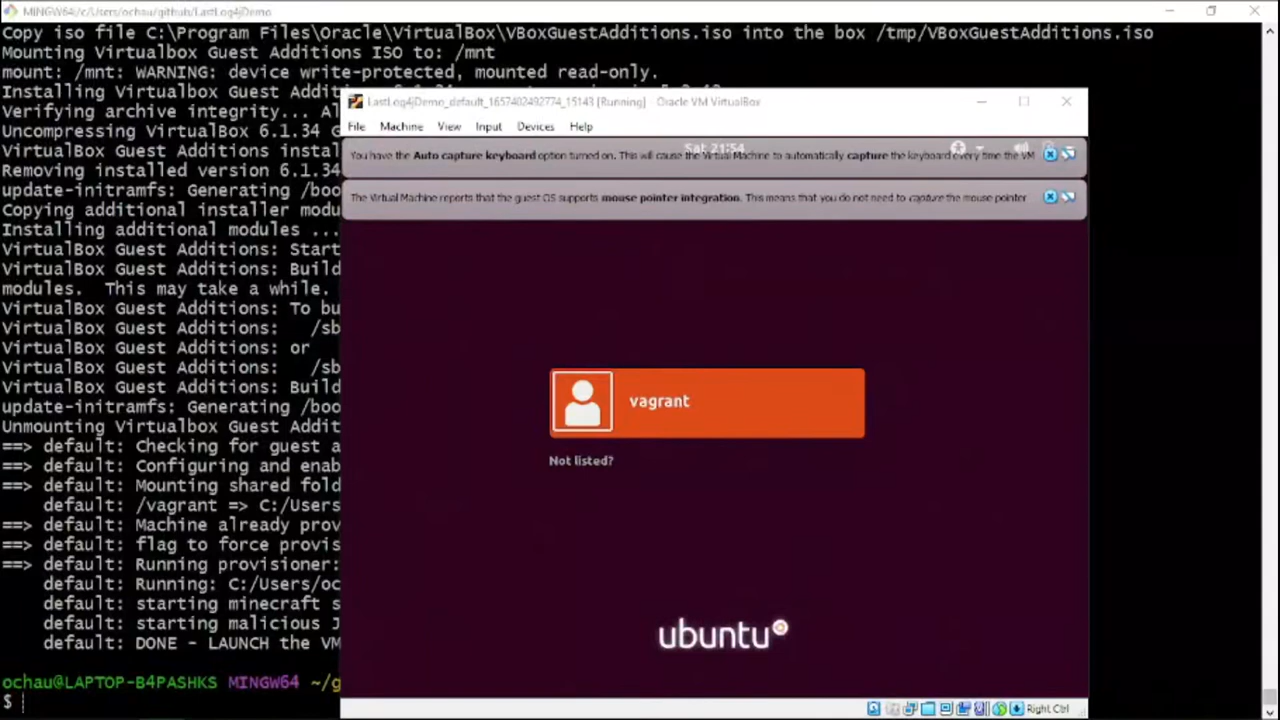 MINGW64:/c/Users/ochau/github/LastLog4jDemo
Copy iso file C:\Program Files\Oracle\VirtualBox\VBoxGuestAdditions.iso into the box /tmp/VBoxGuestAdditions.iso
Mounting Virtualbox Guest Additions ISO to: /mnt
mount: /mnt: WARNING: device write-protected, mounted read-only.
Installing Virtualbox Guest Addit
Verifying archive integrity... Al
Uncompressing VirtualBox 6.1.34 G
VirtualBox Guest Additions instal
Removing installed version 6.1.34
update-initramfs: Generating /boo
Copying additional installer modu
Installing additional modules ...
VirtualBox Guest Additions: Start
VirtualBox Guest Additions: Build
modules.  This may take a while.
VirtualBox Guest Additions: To bu
VirtualBox Guest Additions:   /sb
VirtualBox Guest Additions: or
VirtualBox Guest Additions:   /sb
VirtualBox Guest Additions: Build
update-initramfs: Generating /boo
Unmounting Virtualbox Guest Addit
==> default: Checking for guest a
==> default: Configuring and enab
==> default: Mounting shared fold
    default: /vagrant => C:/Users
==> default: Machine already prov
==> default: flag to force provis
==> default: Running provisioner:
    default: Running: C:/Users/oc
    default: starting minecraft s
    default: starting malicious J
    default: DONE - LAUNCH the VM
ochau@LAPTOP-B4PASHKS MINGW64 ~/g
$
LastLog4jDemo_default_1657402492774_15143 [Running] - Oracle VM VirtualBox
File Machine View Input Devices Help
Sat 21:54
You have the Auto capture keyboard option turned on. This will cause the Virtual Machine to automatically capture the keyboard every time the VM
The Virtual Machine reports that the guest OS supports mouse pointer integration. This means that you do not need to capture the mouse pointer
vagrant
Not listed?
ubuntu
Right Ctrl